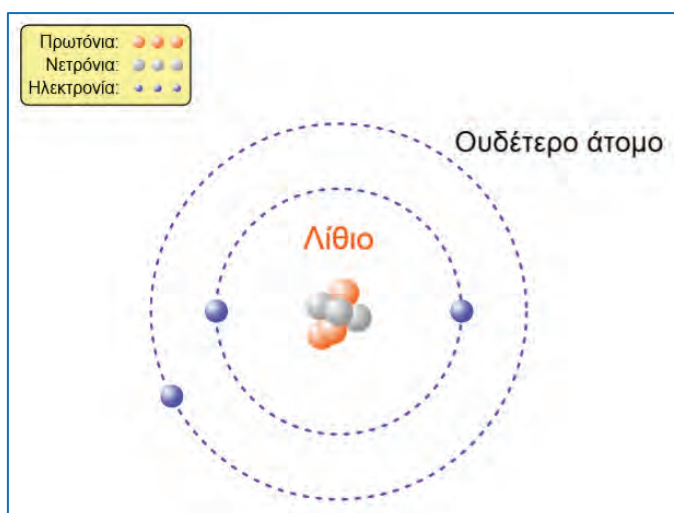 Πρωτόνια:
Νετρόνια:
Ηλεκτρονία:
Ουδέτερο άτομο
Λίθιο